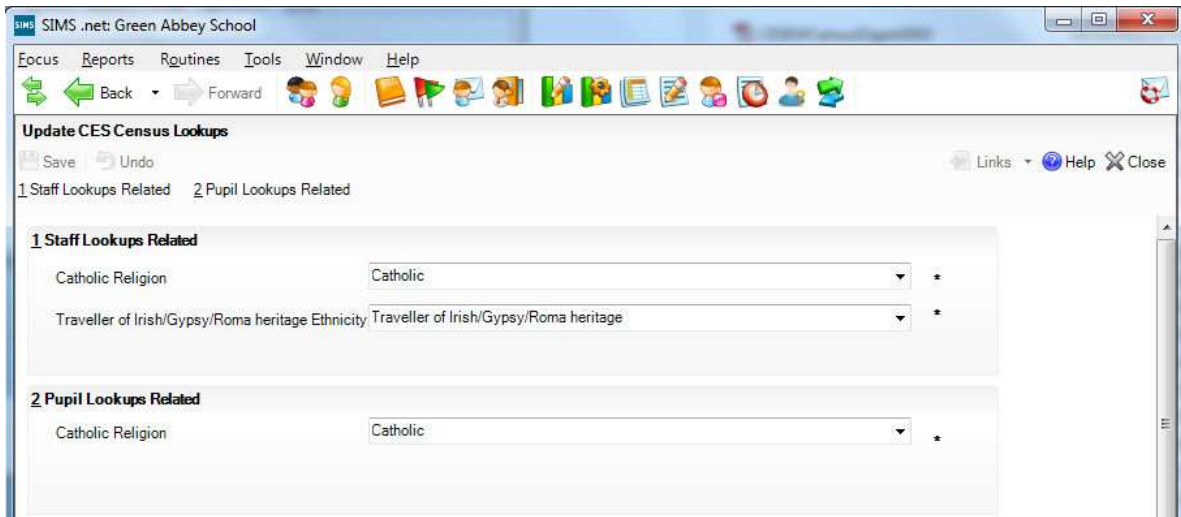 SIMS SIMS .net: Green Abbey School
Focus Reports Routines Tools Window Help
Back Forward
Update CES Census Lookups
Save Undo Links Help Close
1 Staff Lookups Related 2 Pupil Lookups Related
1 Staff Lookups Related
Catholic Religion Catholic *
Traveller of Irish/Gypsy/Roma heritage Ethnicity Traveller of Irish/Gypsy/Roma heritage *
2 Pupil Lookups Related
Catholic Religion Catholic *